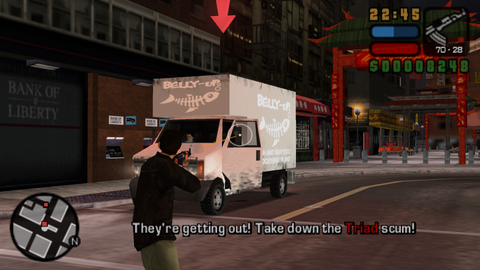 22:45
70 - 28
$00000248
BELLY-UP
BELLY-UP
BANK OF
LIBERTY
They're getting out! Take down the Triad scum!
N